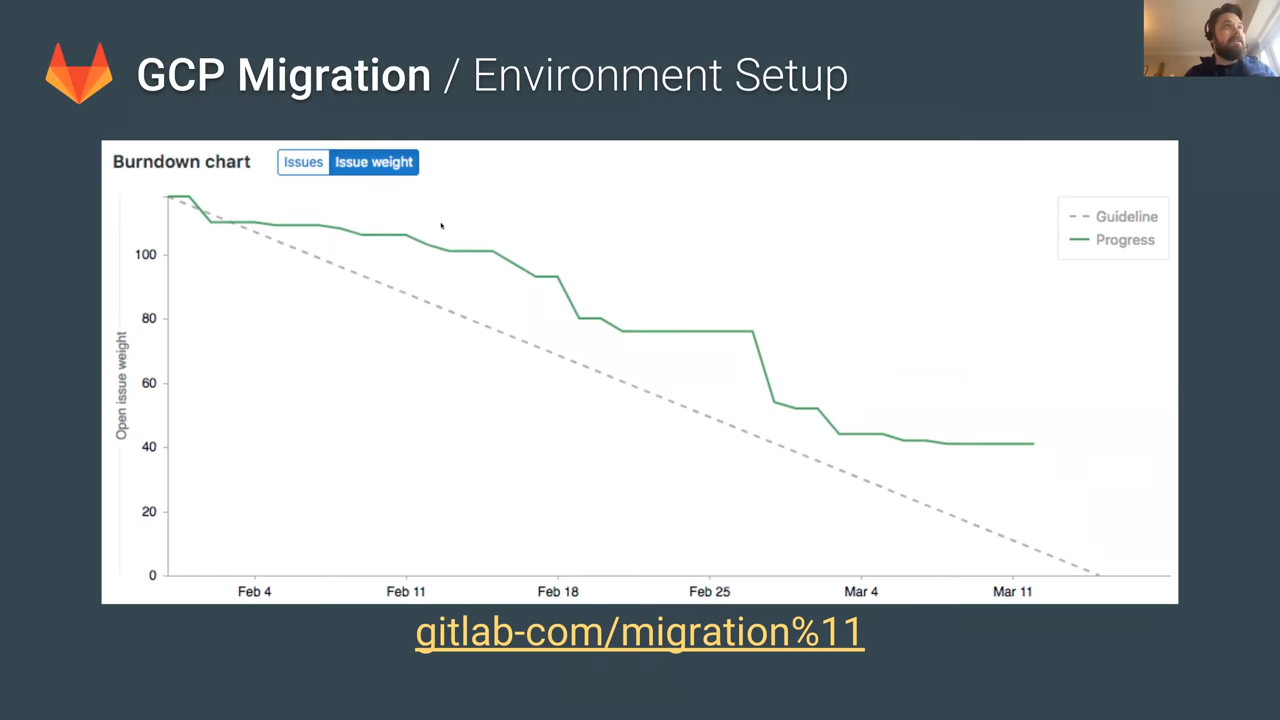 GCP Migration / Environment Setup
Burndown chart
Issues
Issue weight
Guideline
Progress
Open issue weight
100
80
60
40
20
0
Feb 4
Feb 11
Feb 18
Feb 25
Mar 4
Mar 11
gitlab-com/migration%11